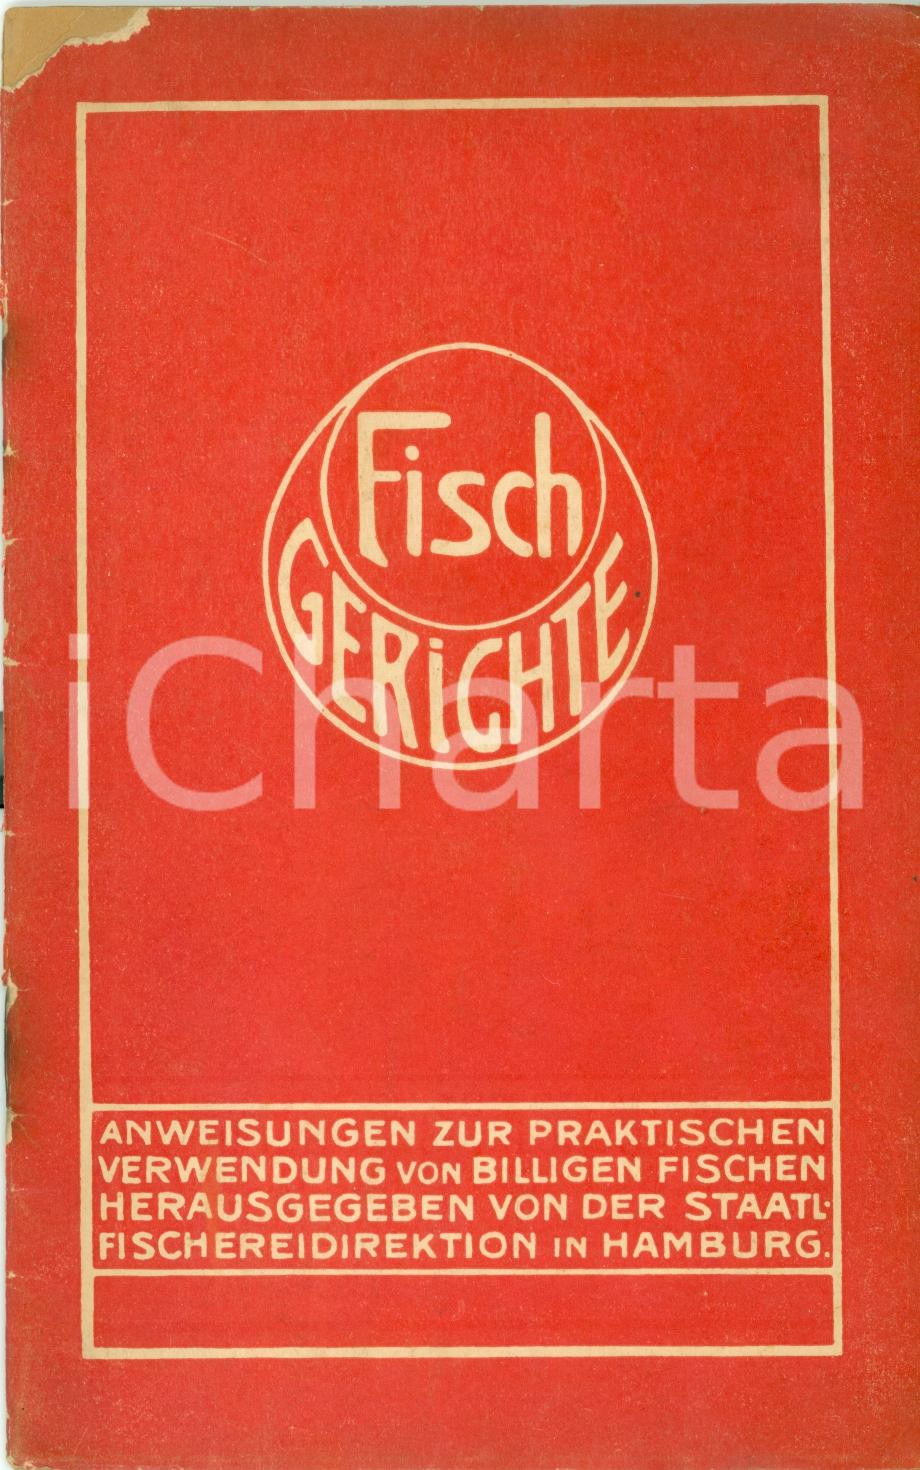 Fisch
GERICHTE
iCharta
ANWEISUNGEN ZUR PRAKTISCHEN
VERWENDUNG VON BILLIGEN FISCHEN
HERAUSGEGEBEN VON DER STAATL.
FISCHEREIDIREKTION IN HAMBURG.